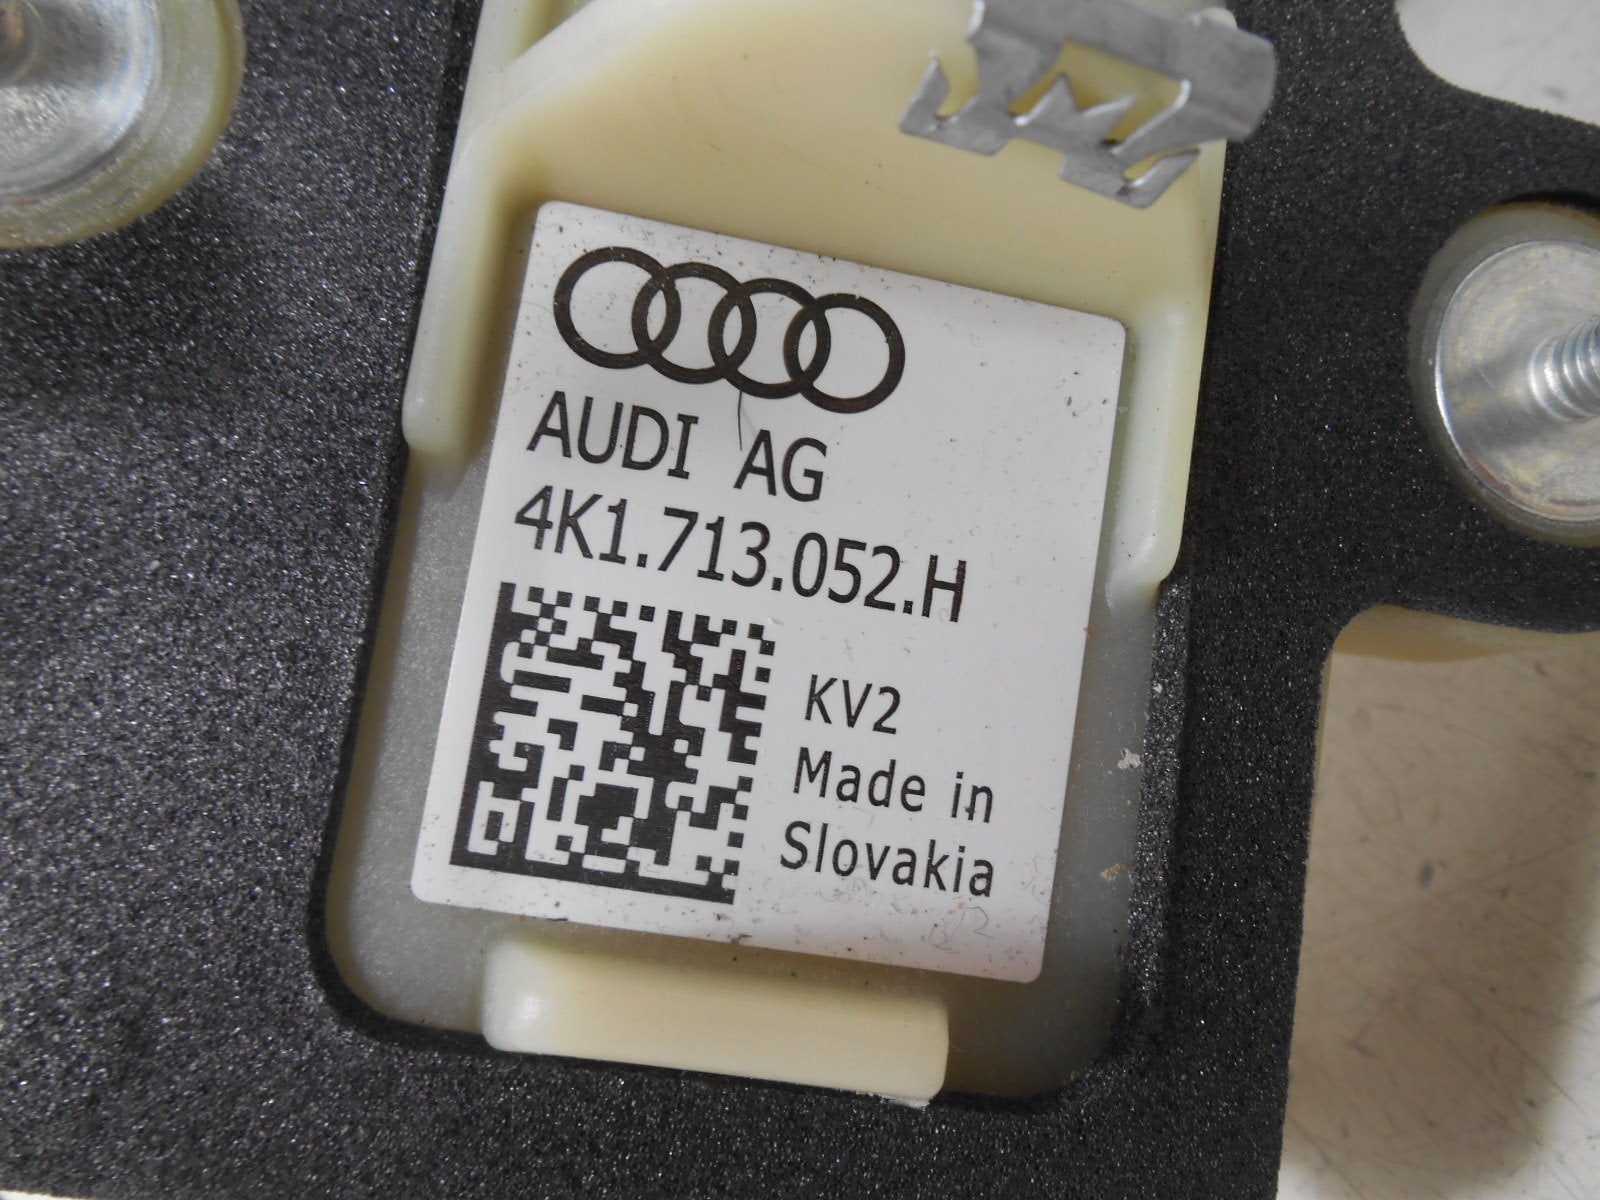 AUDI AG
4K1.713.052.H
KV2
Made in
Slovakia